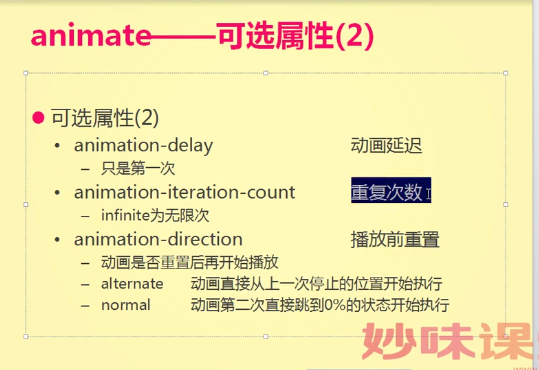 animate——可选属性(2)
可选属性(2)
animation-delay 动画延迟
只是第一次
animation-iteration-count 重复次数
infinite为无限次
animation-direction 播放前重置
动画是否重置后再开始播放
alternate 动画直接从上一次停止的位置开始执行
normal 动画第二次直接跳到0%的状态开始执行
妙味课